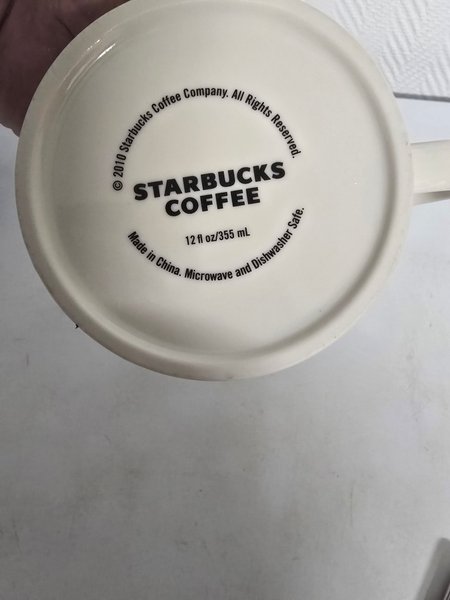 © 2010 Starbucks Coffee Company. All Rights Reserved.
STARBUCKS
COFFEE
12 fl oz/355 mL
Made in China. Microwave and Dishwasher Safe.